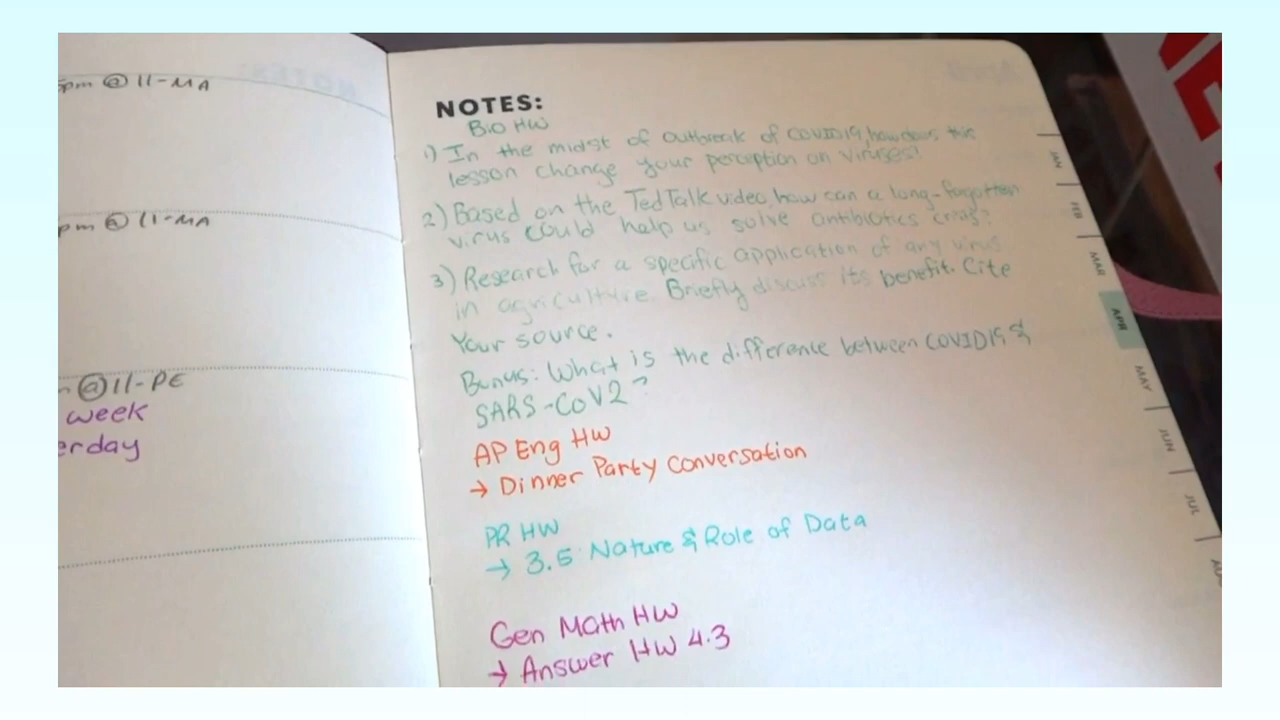 5pm @ 11-MA
pm @ 11-MA
@ 11-PE
week
erday
NOTES:
Bio HW
1) In the midst of outbreak of COVID19, how does this
lesson change your perception on viruses?
2) Based on the TedTalk video, how can a long-forgotten
virus could help us solve antibiotics crisis?
3) Research for a specific application of any virus
in agriculture. Briefly discuss its benefit. Cite
Your source.
Bonus: What is the difference between COVID19 &
SARS-CoV2?
AP Eng HW
→ Dinner Party Conversation
PR HW
→ 3.5 Nature & Role of Data
Gen Math HW
→ Answer HW 4.3
JAN
FEB
MAR
APR
MAY
JUN
JUL